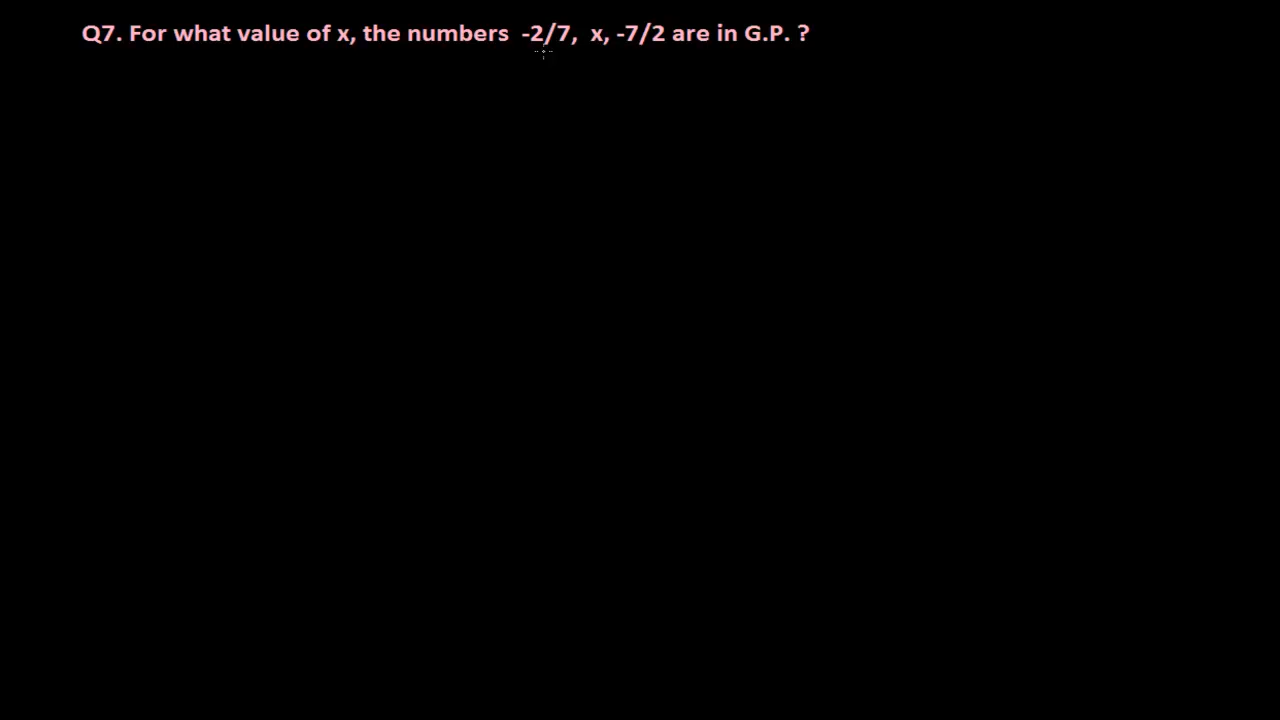 Q7. For what value of x, the numbers -2/7, x, -7/2 are in G.P. ?